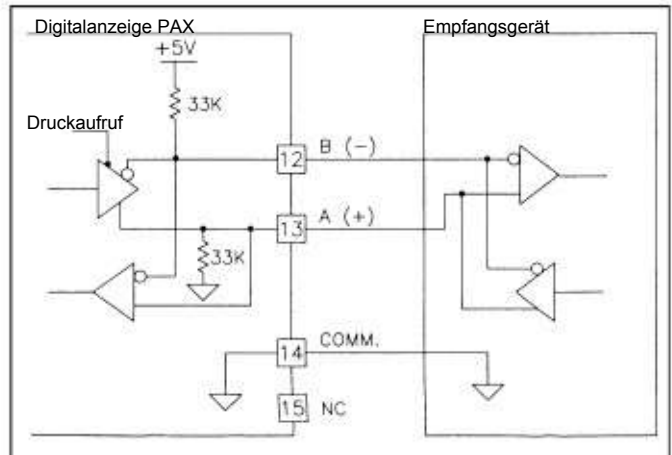 Digitalanzeige PAX
Empfangsgerät
+5V
33K
Druckaufruf
12 B (-)
13 A (+)
33K
14 COMM.
15 NC